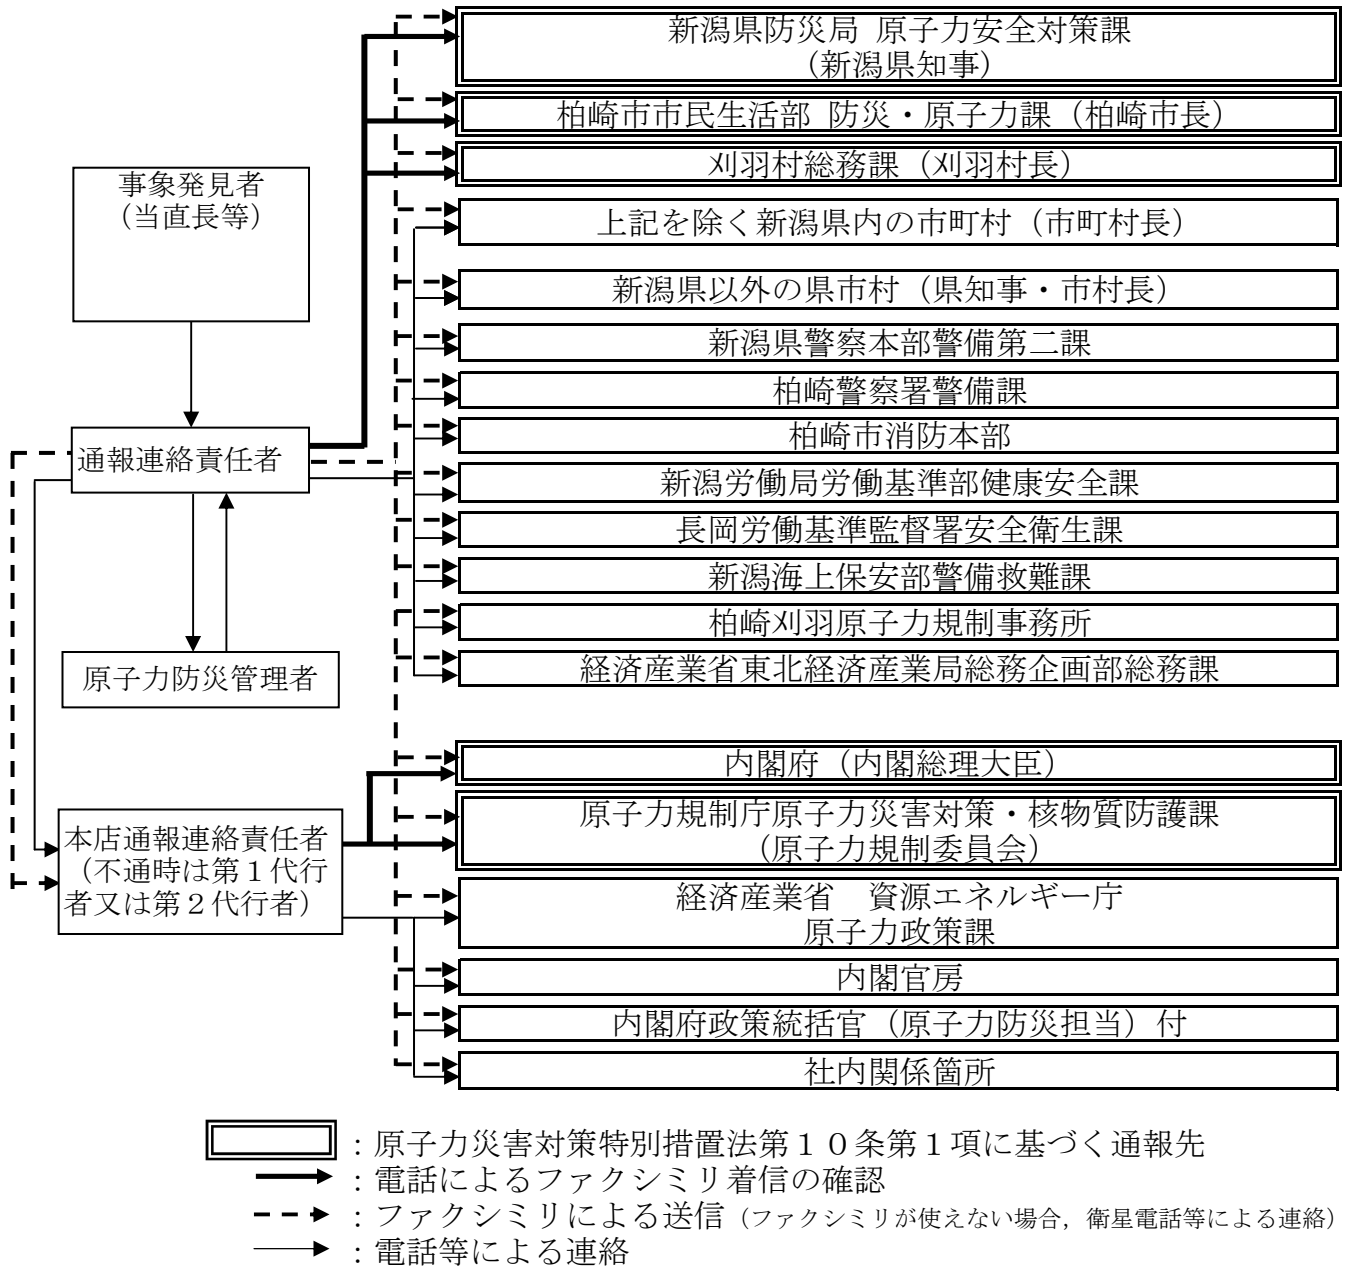 新潟県防災局 原子力安全対策課
（新潟県知事）
柏崎市市民生活部 防災・原子力課（柏崎市長）
刈羽村総務課（刈羽村長）
事象発見者
（当直長等）
上記を除く新潟県内の市町村（市町村長）
新潟県以外の県市村（県知事・市村長）
新潟県警察本部警備第二課
柏崎警察署警備課
柏崎市消防本部
通報連絡責任者
新潟労働局労働基準部健康安全課
長岡労働基準監督署安全衛生課
新潟海上保安部警備救難課
柏崎刈羽原子力規制事務所
経済産業省東北経済産業局総務企画部総務課
原子力防災管理者
内閣府（内閣総理大臣）
原子力規制庁原子力災害対策・核物質防護課
（原子力規制委員会）
本店通報連絡責任者
（不通時は第１代行
者又は第２代行者）
経済産業省　資源エネルギー庁
原子力政策課
内閣官房
内閣府政策統括官（原子力防災担当）付
社内関係箇所
：原子力災害対策特別措置法第１０条第１項に基づく通報先
：電話によるファクシミリ着信の確認
：ファクシミリによる送信（ファクシミリが使えない場合，衛星電話等による連絡）
：電話等による連絡